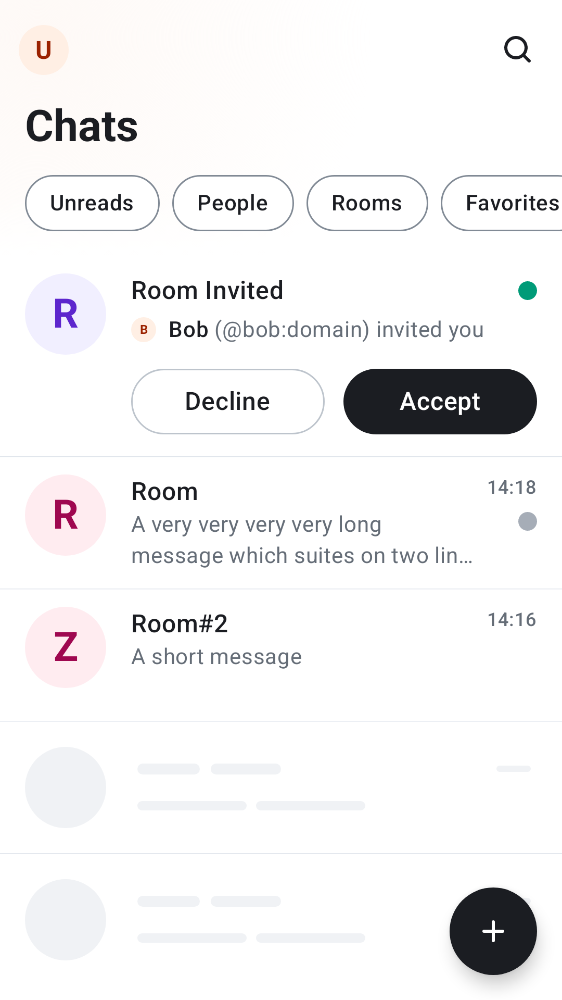 U
Chats
Unreads People Rooms Favorites
R
Room Invited
B Bob (@bob:domain) invited you
Decline Accept
R
Room 14:18
A very very very very long
message which suites on two lin…
Z
Room#2 14:16
A short message